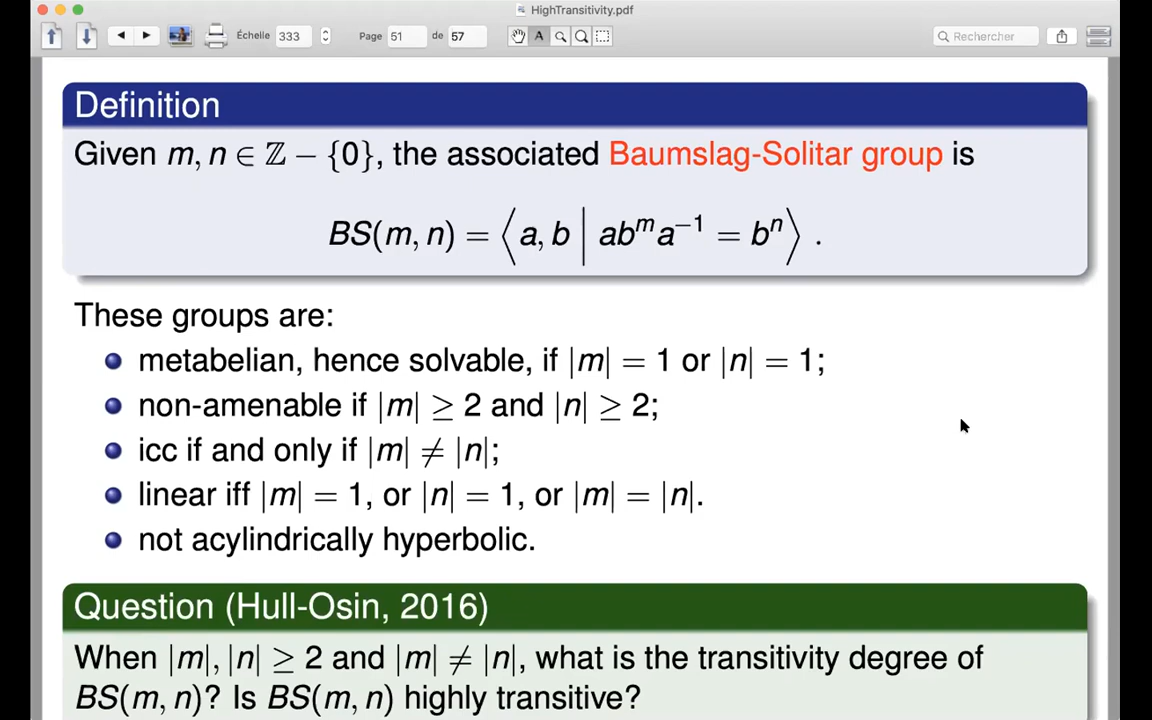 HighTransitivity.pdf
Échelle 333 Page 51 de 57 Rechercher
Definition
Given m, n ∈ ℤ − {0}, the associated Baumslag-Solitar group is
BS(m, n) = ⟨a, b | abᵐa⁻¹ = bⁿ⟩ .
These groups are:
metabelian, hence solvable, if |m| = 1 or |n| = 1;
non-amenable if |m| ≥ 2 and |n| ≥ 2;
icc if and only if |m| ≠ |n|;
linear iff |m| = 1, or |n| = 1, or |m| = |n|.
not acylindrically hyperbolic.
Question (Hull-Osin, 2016)
When |m|, |n| ≥ 2 and |m| ≠ |n|, what is the transitivity degree of
BS(m, n)? Is BS(m, n) highly transitive?